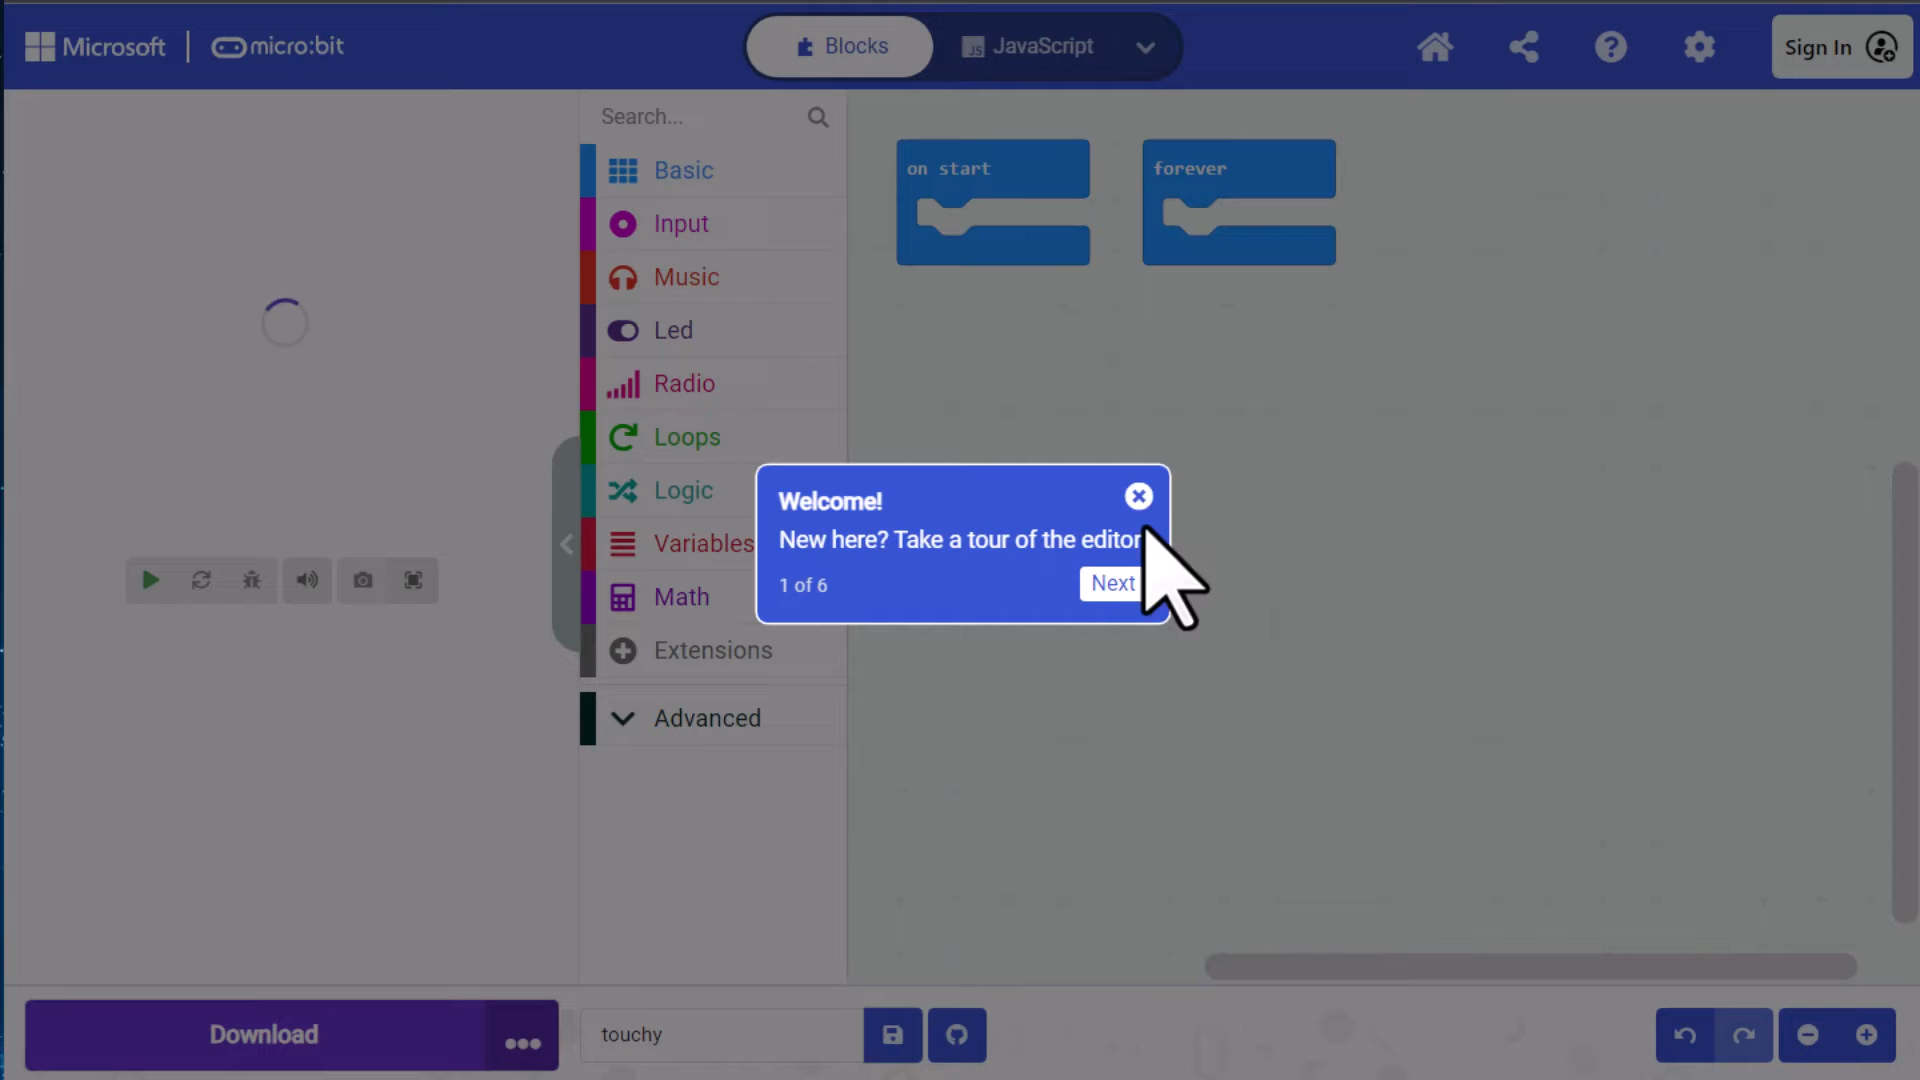 Microsoft
micro:bit
Blocks
JS
JavaScript
Sign In
Search...
Basic
Input
Music
Led
Radio
Loops
Logic
Variables
Math
Extensions
Advanced
on start
forever
Welcome!
New here? Take a tour of the editor
1 of 6
Next
Download
touchy